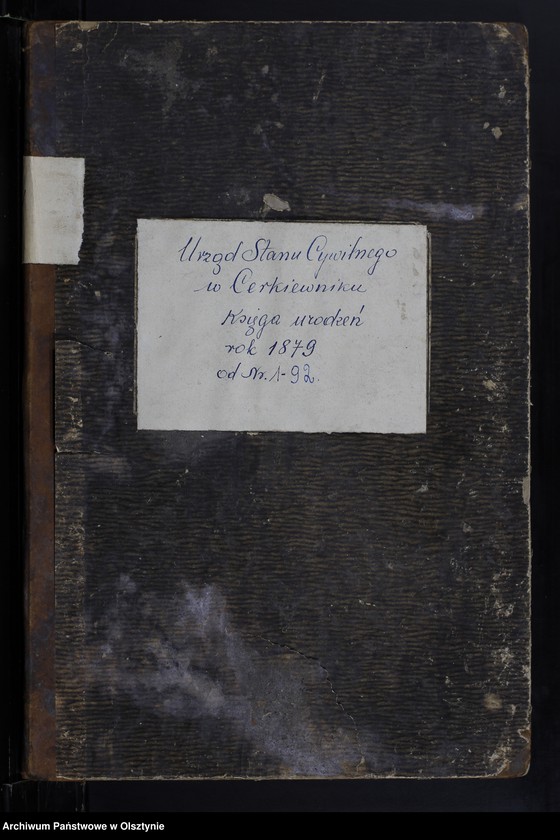 Urząd Stanu Cywilnego
w Cerkiewniku
Księga urodzeń
rok 1879
od Nr. 1-92.
Archiwum Państwowe w Olsztynie